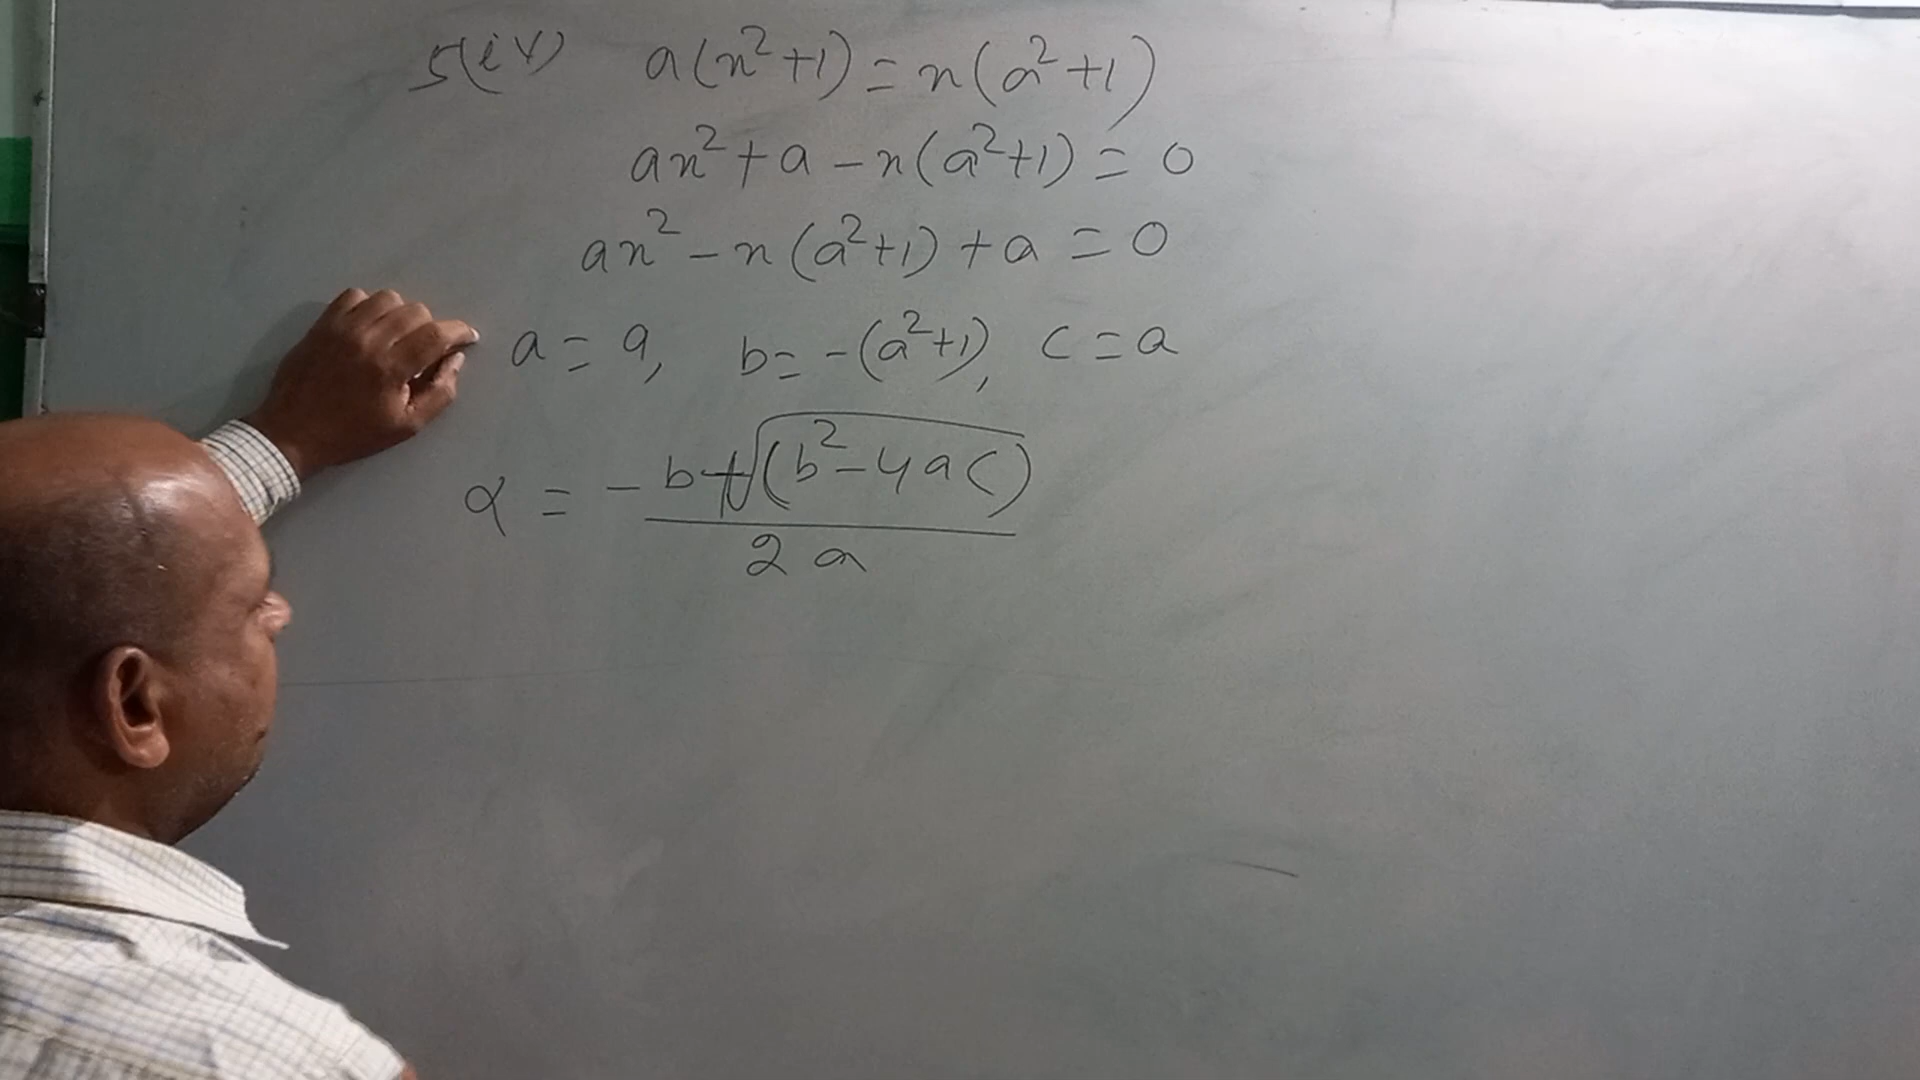 5(iv) a(x²+1) = x(a²+1)
ax² + a - x(a²+1) = 0
ax² - x(a²+1) + a = 0
a = a, b = -(a²+1), c = a
α = -b+√(b²-4ac)
2a